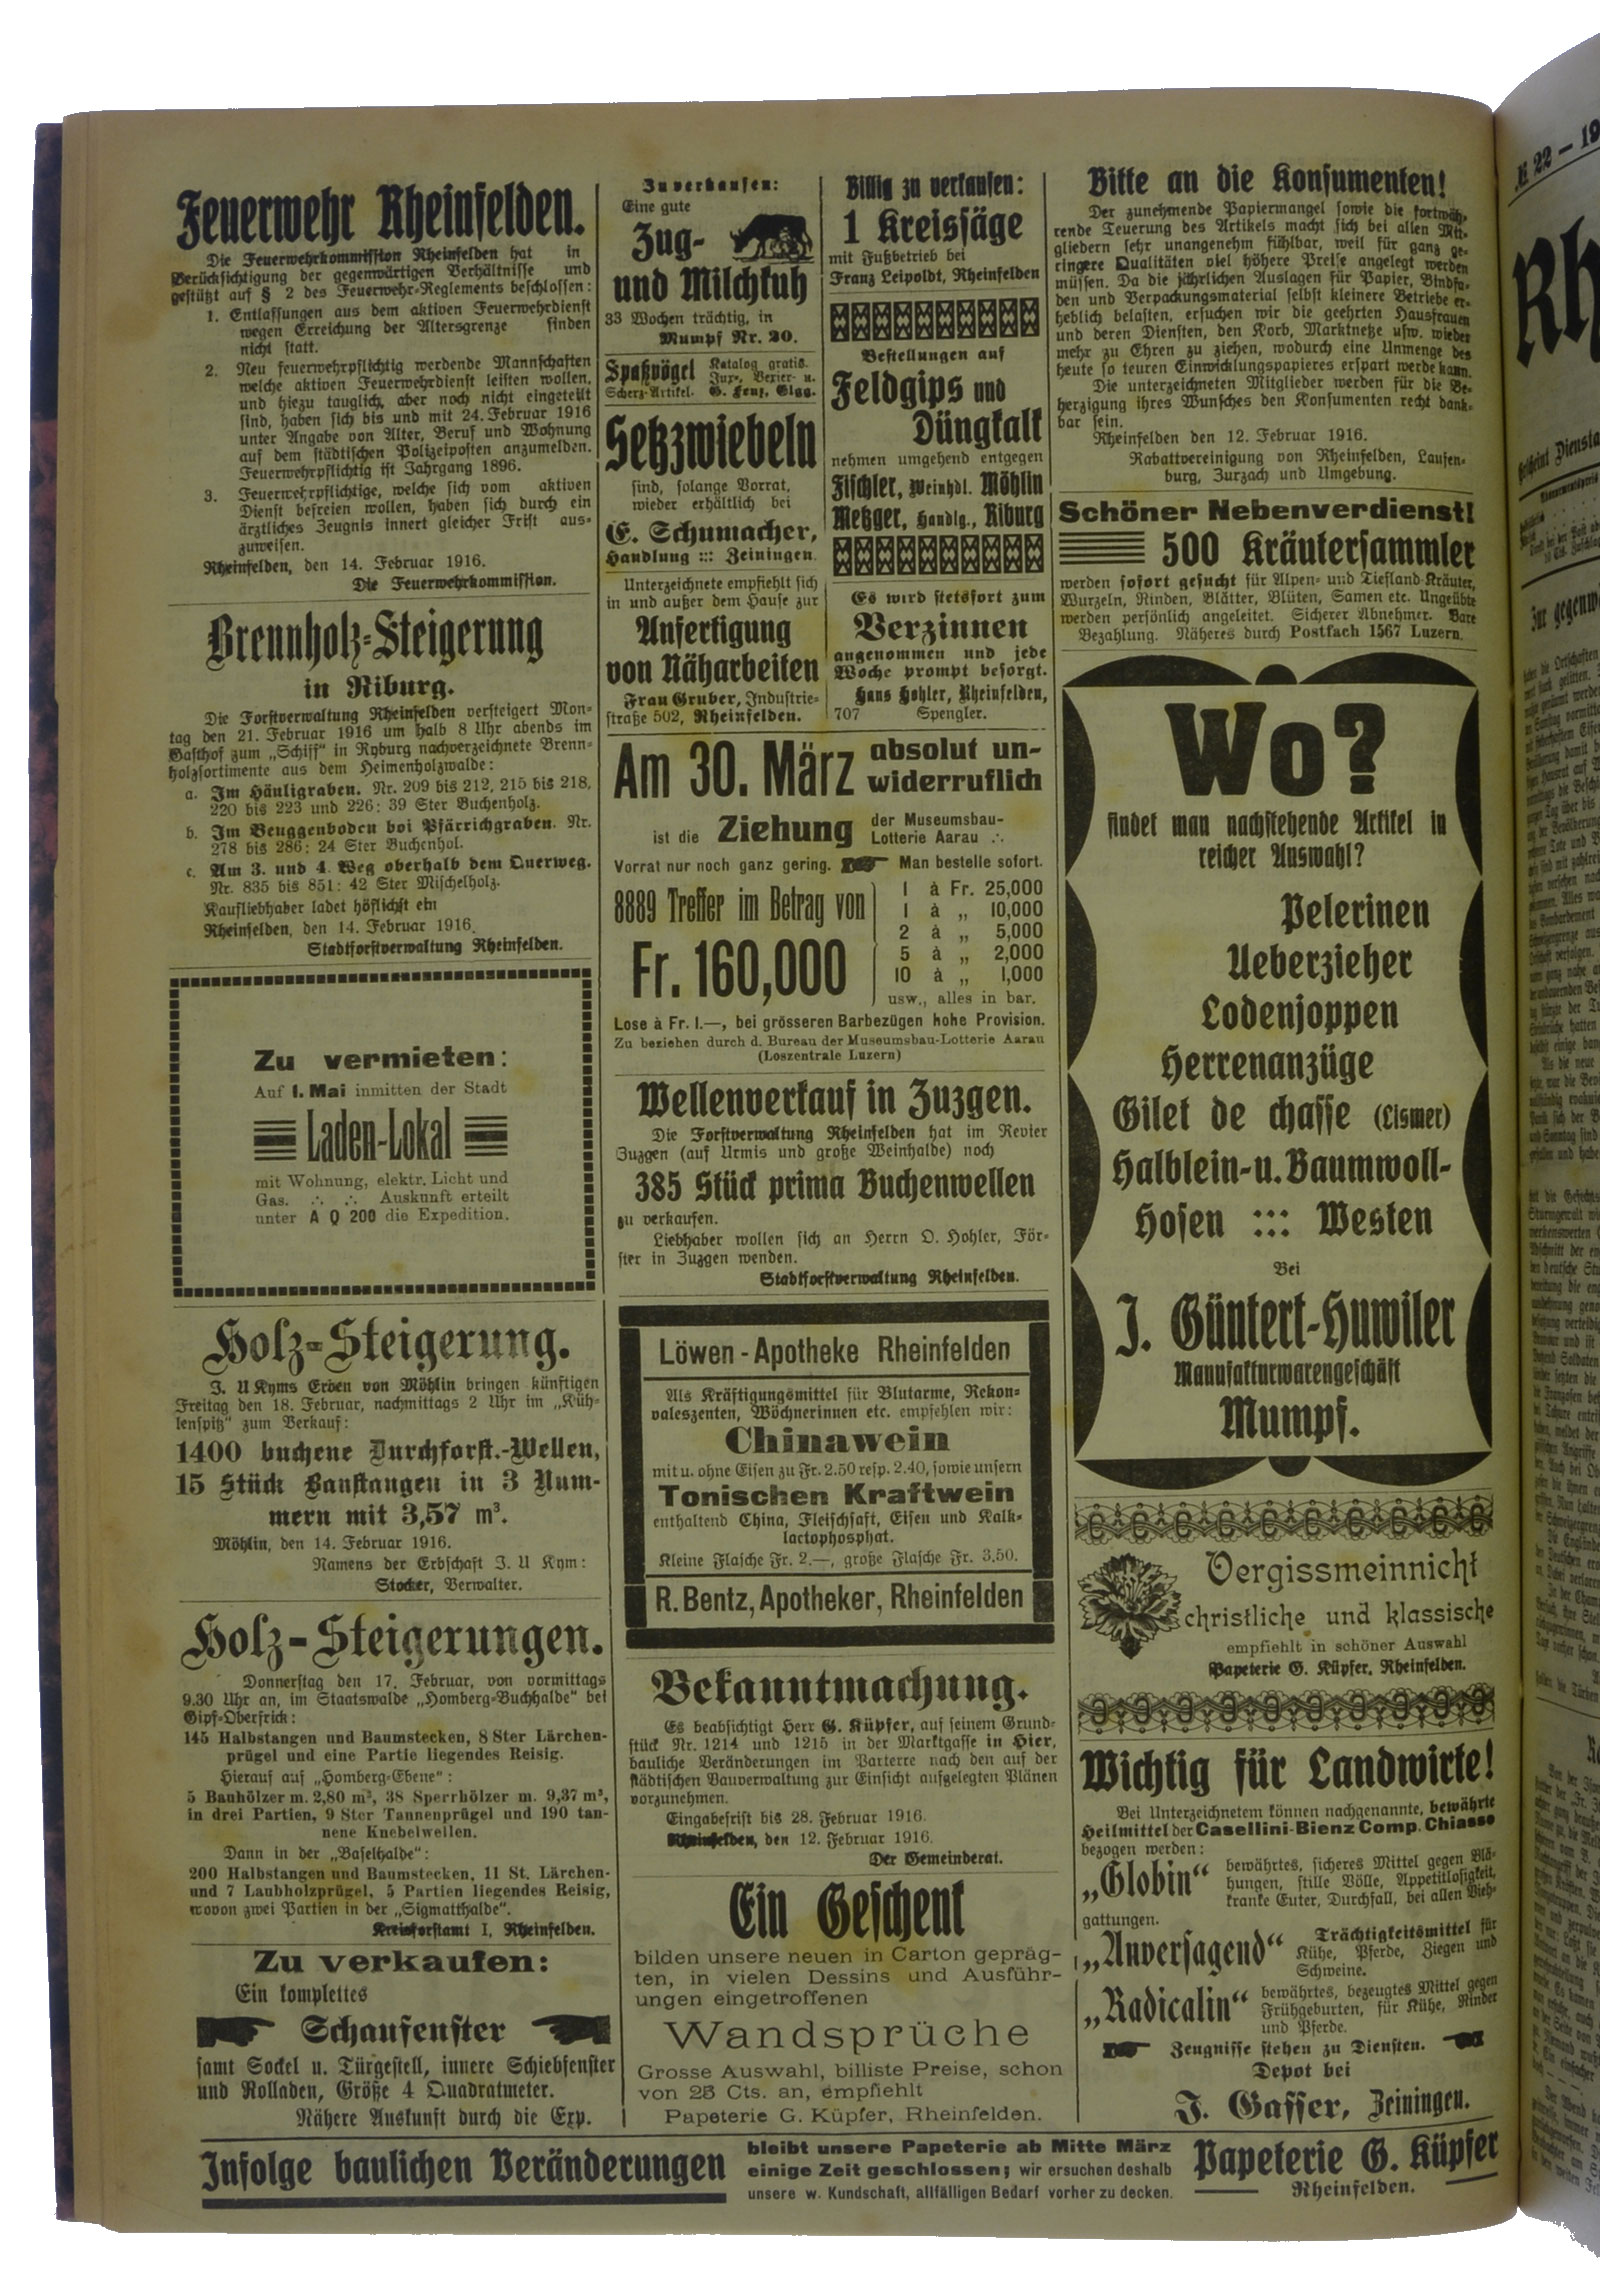 Feuerwehr Rheinfelden.
Die Feuerwehrkommission Rheinfelden hat in
Berücksichtigung der gegenwärtigen Verhältnisse und
gestützt auf § 2 des Feuerwehr-Reglements beschlossen:
1. Entlassungen aus dem aktiven Feuerwehrdienst
wegen Erreichung der Altersgrenze finden
nicht statt.
2. Neu feuerwehrpflichtig werdende Mannschaften
welche aktiven Feuerwehrdienst leisten wollen,
und hiezu tauglich, aber noch nicht eingeteilt
sind, haben sich bis und mit 24. Februar 1916
unter Angabe von Alter, Beruf und Wohnung
auf dem städtischen Polizeiposten anzumelden.
Feuerwehrpflichtig ist Jahrgang 1896.
3. Feuerwehrpflichtige, welche sich vom aktiven
Dienst befreien wollen, haben sich durch ein
ärztliches Zeugnis innert gleicher Frist aus-
zuweisen.
Rheinfelden, den 14. Februar 1916.
Die Feuerwehrkommission.
Brennholz-Steigerung
in Riburg.
Die Forstverwaltung Rheinfelden versteigert Mon-
tag den 21. Februar 1916 um halb 8 Uhr abends im
Gasthof zum „Schiff“ in Ryburg nachverzeichnete Brenn-
holzsortimente aus dem Heimenholzwalde:
a. Im Häuligraben. Nr. 209 bis 212, 215 bis 218,
220 bis 223 und 226: 39 Ster Buchenholz.
b. Im Beuggenboden boi Pfärrichgraben. Nr.
278 bis 286: 24 Ster Buchenhol.
c. Am 3. und 4. Weg oberhalb dem Querweg.
Nr. 835 bis 851: 42 Ster Mischelholz.
Kaufliebhaber ladet höflichst ein
Rheinfelden, den 14. Februar 1916.
Stadtforstverwaltung Rheinfelden.
Zu vermieten:
Auf 1. Mai inmitten der Stadt
Laden-Lokal
mit Wohnung, elektr. Licht und
Gas. ∴ ∴ Auskunft erteilt
unter A Q 200 die Expedition.
Holz-Steigerung.
J. U Kyms Erben von Möhlin bringen künftigen
Freitag den 18. Februar, nachmittags 2 Uhr im „Küh-
lenspitz“ zum Verkauf:
1400 buchene Durchforst.-Wellen,
15 Stück Baustangen in 3 Num-
mern mit 3,57 m³.
Möhlin, den 14. Februar 1916.
Namens der Erbschaft J. U Kym:
Stocker, Verwalter.
Holz-Steigerungen.
Donnerstag den 17. Februar, von vormittags
9.30 Uhr an, im Staatswalde „Homberg-Buchhalde“ bei
Gipf-Oberfrick:
145 Halbstangen und Baumstecken, 8 Ster Lärchen-
prügel und eine Partie liegendes Reisig.
Hierauf auf „Homberg-Ebene“:
5 Bauhölzer m. 2,80 m³, 38 Sperrhölzer m. 9,37 m³,
in drei Partien, 9 Ster Tannenprügel und 190 tan-
nene Knebelwellen.
Dann in der „Baselhalde“:
200 Halbstangen und Baumstecken, 11 St. Lärchen-
und 7 Laubholzprügel, 5 Partien liegendes Reisig,
wovon zwei Partien in der „Sigmatthalde“.
Kreisforstamt I, Rheinfelden.
Zu verkaufen:
Ein komplettes
Schaufenster
samt Sockel u. Türgestell, innere Schiebfenster
und Rolladen, Größe 4 Quadratmeter.
Nähere Auskunft durch die Exp.
Zu verkaufen:
Eine gute
Zug-
und Milchkuh
33 Wochen trächtig, in
Mumpf Nr. 20.
Spaßvögel Katalog gratis.
Jux-, Vexier- u.
Scherz-Artikel. G. Fenz, Olgg.
Setzzwiebeln
sind, solange Vorrat,
wieder erhältlich bei
E. Schumacher,
Handlung ::: Zeiningen.
Unterzeichnete empfiehlt sich
in und außer dem Hause zur
Anfertigung
von Näharbeiten
Frau Gruber, Industrie-
straße 502, Rheinfelden.
Billig zu verkaufen:
1 Kreissäge
mit Fußbetrieb bei
Franz Leipoldt, Rheinfelden
Bestellungen auf
Feldgips und
Düngkalk
nehmen umgehend entgegen
Fischler, Weinhdl. Möhlin
Metzger, Handlg., Riburg
Es wird stetsfort zum
Verzinnen
angenommen und jede
Woche prompt besorgt.
Hans Hohler, Rheinfelden,
707 Spengler.
Am 30. März absolut un-
widerruflich
ist die Ziehung der Museumsbau-
Lotterie Aarau ∴
Vorrat nur noch ganz gering. Man bestelle sofort.
8889 Treffer im Betrag von
Fr. 160,000
1 à Fr. 25,000
1 à „ 10,000
2 à „ 5,000
5 à „ 2,000
10 à „ 1,000
usw., alles in bar.
Lose à Fr. 1.—, bei grösseren Barbezügen hohe Provision.
Zu beziehen durch d. Bureau der Museumsbau-Lotterie Aarau
(Loszentrale Luzern)
Wellenverkauf in Zuzgen.
Die Forstverwaltung Rheinfelden hat im Revier
Zuzgen (auf Urmis und große Weinhalde) noch
385 Stück prima Buchenwellen
zu verkaufen.
Liebhaber wollen sich an Herrn O. Hohler, För-
ster in Zuzgen wenden.
Stadtforstverwaltung Rheinfelden.
Löwen-Apotheke Rheinfelden
Als Kräftigungsmittel für Blutarme, Rekon-
valeszenten, Wöchnerinnen etc. empfehlen wir:
Chinawein
mit u. ohne Eisen zu Fr. 2.50 resp. 2.40, sowie unsern
Tonischen Kraftwein
enthaltend China, Fleischsaft, Eisen und Kalk-
lactophosphat.
Kleine Flasche Fr. 2.—, große Flasche Fr. 3.50.
R. Bentz, Apotheker, Rheinfelden
Bekanntmachung.
Es beabsichtigt Herr G. Küpfer, auf seinem Grund-
stück Nr. 1214 und 1215 in der Marktgasse in Hier,
bauliche Veränderungen im Parterre nach den auf der
städtischen Bauverwaltung zur Einsicht aufgelegten Plänen
vorzunehmen.
Eingabefrist bis 28. Februar 1916.
Rheinfelden, den 12. Februar 1916.
Der Gemeinderat.
Ein Geschenk
bilden unsere neuen in Carton gepräg-
ten, in vielen Dessins und Ausführ-
ungen eingetroffenen
Wandsprüche
Grosse Auswahl, billiste Preise, schon
von 25 Cts. an, empfiehlt
Papeterie G. Küpfer, Rheinfelden.
Bitte an die Konsumenten!
Der zunehmende Papiermangel sowie die fortwäh-
rende Teuerung des Artikels macht sich bei allen Mit-
gliedern sehr unangenehm fühlbar, weil für ganz ge-
ringere Qualitäten viel höhere Preise angelegt werden
müssen. Da die jährlichen Auslagen für Papier, Bindfa-
den und Verpackungsmaterial selbst kleinere Betriebe er-
heblich belasten, ersuchen wir die geehrten Hausfrauen
und deren Diensten, den Korb, Marktnetze usw. wieder
mehr zu Ehren zu ziehen, wodurch eine Unmenge des
heute so teuren Einwicklungspapieres erspart werde kann.
Die unterzeichneten Mitglieder werden für die Be-
herzigung ihres Wunsches den Konsumenten recht dank-
bar sein.
Rheinfelden den 12. Februar 1916.
Rabattvereinigung von Rheinfelden, Laufen-
burg, Zurzach und Umgebung.
Schöner Nebenverdienst!
500 Kräutersammler
werden sofort gesucht für Alpen- und Tiefland-Kräuter,
Wurzeln, Rinden, Blätter, Blüten, Samen etc. Ungeübte
werden persönlich angeleitet. Sicherer Abnehmer. Bare
Bezahlung. Näheres durch Postfach 1567 Luzern.
Wo?
findet man nachstehende Artikel in
reicher Auswahl?
Pelerinen
Ueberzieher
Lodenjoppen
Herrenanzüge
Gilet de chasse (Lismer)
Halblein- u. Baumwoll-
Hosen ::: Westen
Bei
J. Güntert-Huwiler
Manufakturwarengeschäft
Mumpf.
Vergissmeinnicht
christliche und klassische
empfiehlt in schöner Auswahl
Papeterie G. Küpfer, Rheinfelden.
Wichtig für Landwirte!
Bei Unterzeichnetem können nachgenannte, bewährte
Heilmittel der Casellini-Bienz Comp. Chiasso
bezogen werden:
„Globin“ bewährtes, sicheres Mittel gegen Blä-
hungen, stille Völle, Appetitlosigkeit,
kranke Euter, Durchfall, bei allen Vieh-
gattungen.
„Anversagend“ Trächtigkeitsmittel für
Kühe, Pferde, Ziegen und
Schweine.
„Radicalin“ bewährtes, bezeugtes Mittel gegen
Frühgeburten, für Kühe, Rinder
und Pferde.
Zeugnisse stehen zu Diensten.
Depot bei
J. Gasser, Zeiningen.
Infolge baulichen Veränderungen
bleibt unsere Papeterie ab Mitte März
einige Zeit geschlossen; wir ersuchen deshalb
unsere w. Kundschaft, allfälligen Bedarf vorher zu decken.
Papeterie G. Küpfer
Rheinfelden.
№ 22 — 19
Rh